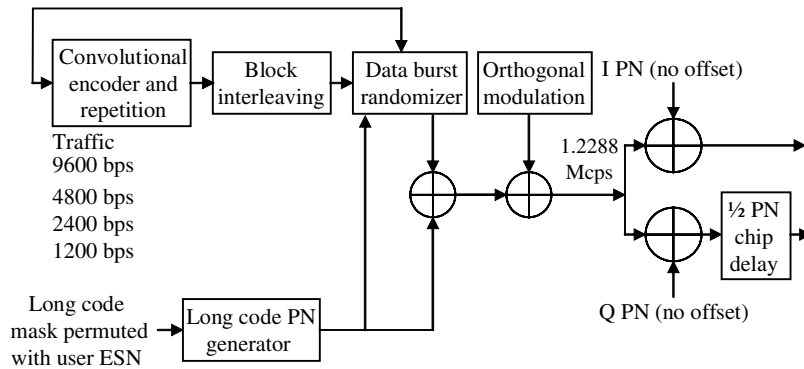 Convolutional
encoder and
repetition
Block
interleaving
Data burst
randomizer
Orthogonal
modulation
I PN (no offset)
Traffic
9600 bps
4800 bps
2400 bps
1200 bps
1.2288
Mcps
½ PN
chip
delay
Long code
mask permuted
with user ESN
Long code PN
generator
Q PN (no offset)